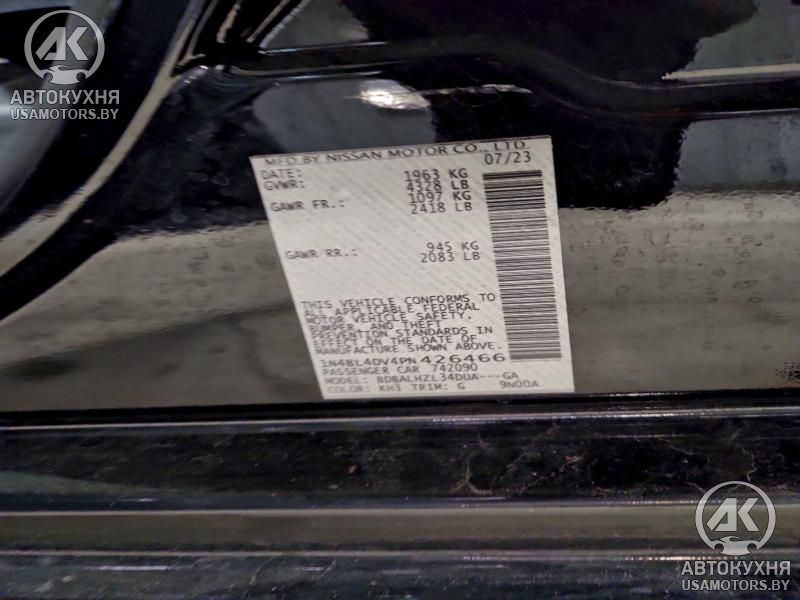 AK
АВТОКУХНЯ
USAMOTORS.BY
MFD BY NISSAN MOTOR CO., LTD.
DATE: 07/23
GVWR: 1963 KG
4328 LB
GAWR FR.: 1097 KG
2418 LB
GAWR RR.: 945 KG
2083 LB
THIS VEHICLE CONFORMS TO
ALL APPLICABLE FEDERAL
MOTOR VEHICLE SAFETY,
BUMPER, AND THEFT
PREVENTION STANDARDS IN
EFFECT ON THE DATE OF
MANUFACTURE SHOWN ABOVE.
1N4BL4DV4PN426466
PASSENGER CAR 742090
MODEL: BDBALHZL34DUA---GA
COLOR: KH3 TRIM: G 9N00A
AK
АВТОКУХНЯ
USAMOTORS.BY